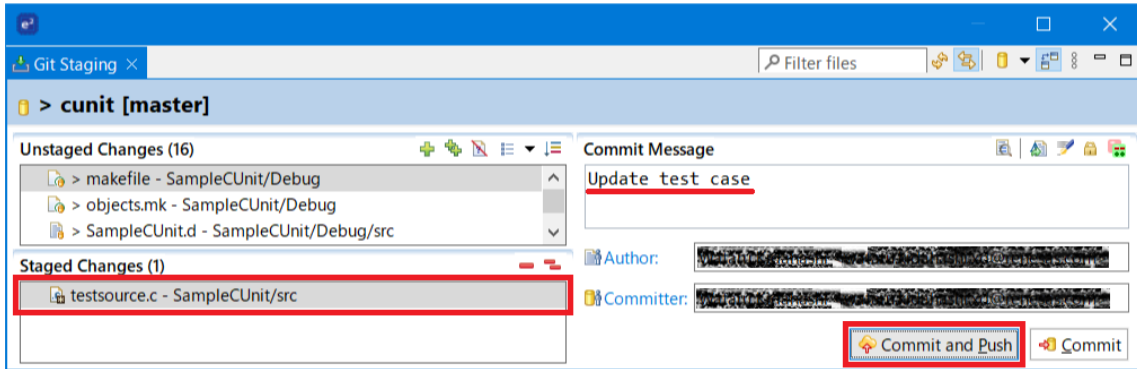 e²
Git Staging
Filter files
> cunit [master]
Unstaged Changes (16)
> makefile - SampleCUnit/Debug
> objects.mk - SampleCUnit/Debug
> SampleCUnit.d - SampleCUnit/Debug/src
Staged Changes (1)
testsource.c - SampleCUnit/src
Commit Message
Update test case
Author:
Committer:
Commit and Push
Commit